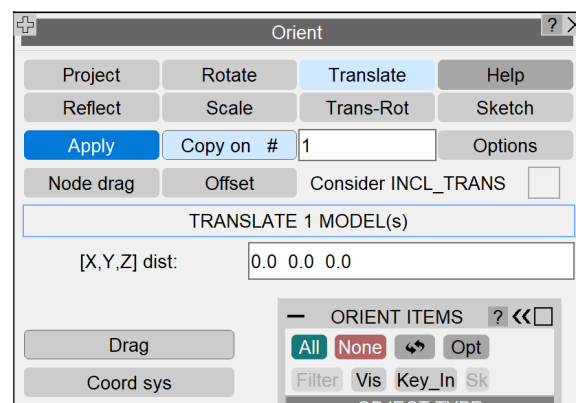 Orient ?
Project Rotate Translate Help
Reflect Scale Trans-Rot Sketch
Apply Copy on # 1 Options
Node drag Offset Consider INCL_TRANS
TRANSLATE 1 MODEL(s)
[X,Y,Z] dist: 0.0 0.0 0.0
ORIENT ITEMS ?
Drag All None Opt
Coord sys Filter Vis Key_In Sk
OBJECT TYPE